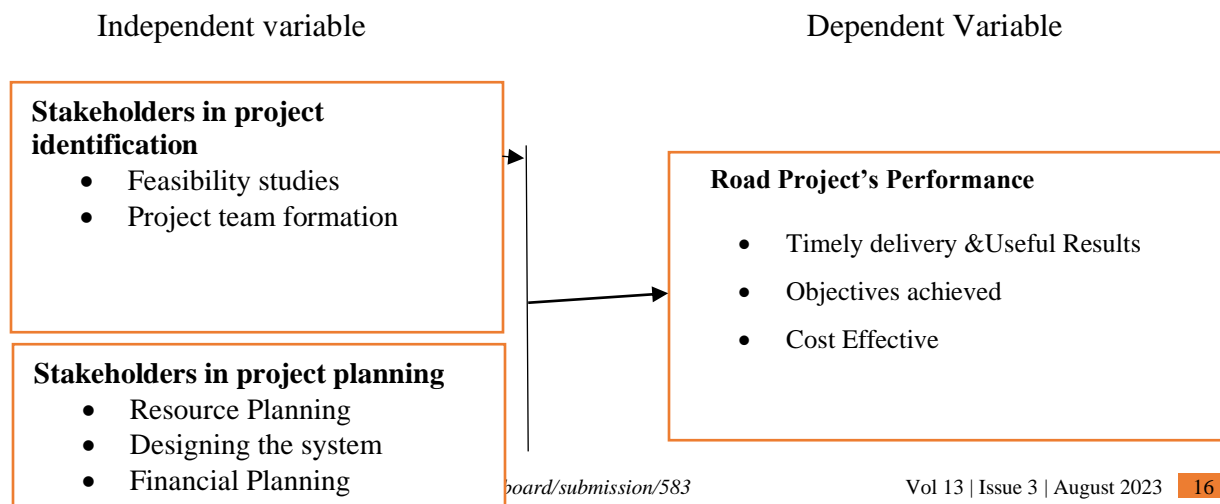 Independent variable
Dependent Variable
Stakeholders in project
identification
• Feasibility studies
• Project team formation
Stakeholders in project planning
• Resource Planning
• Designing the system
• Financial Planning
Road Project’s Performance
• Timely delivery &Useful Results
• Objectives achieved
• Cost Effective
board/submission/583
Vol 13 | Issue 3 | August 2023 16